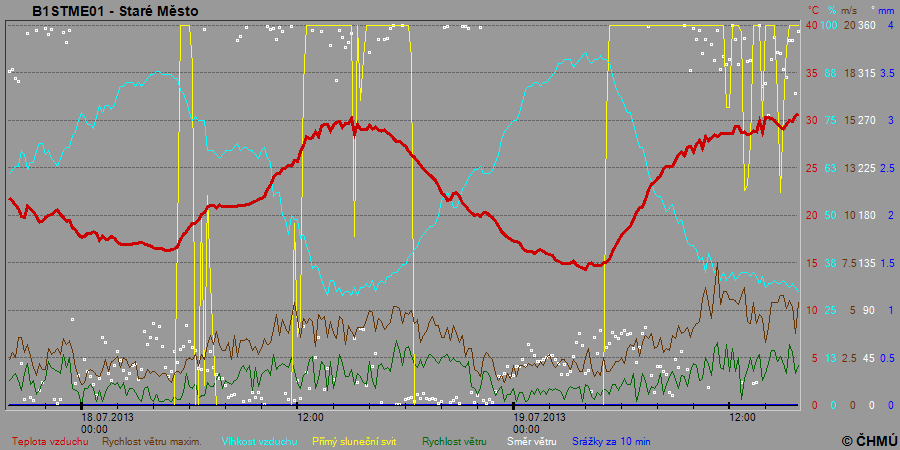 B1STME01 - Staré Město
°C % m/s ° mm
40 100 20 360 4
35 88 18 315 3.5
30 75 15 270 3
25 63 13 225 2.5
20 50 10 180 2
15 38 7.5 135 1.5
10 25 5 90 1
5 13 2.5 45 0.5
0 0 0 0 0
18.07.2013 12:00 19.07.2013 12:00
00:00 00:00
Teplota vzduchu Rychlost větru maxim. Vlhkost vzduchu Přímý sluneční svit Rychlost větru Směr větru Srážky za 10 min © ČHMÚ